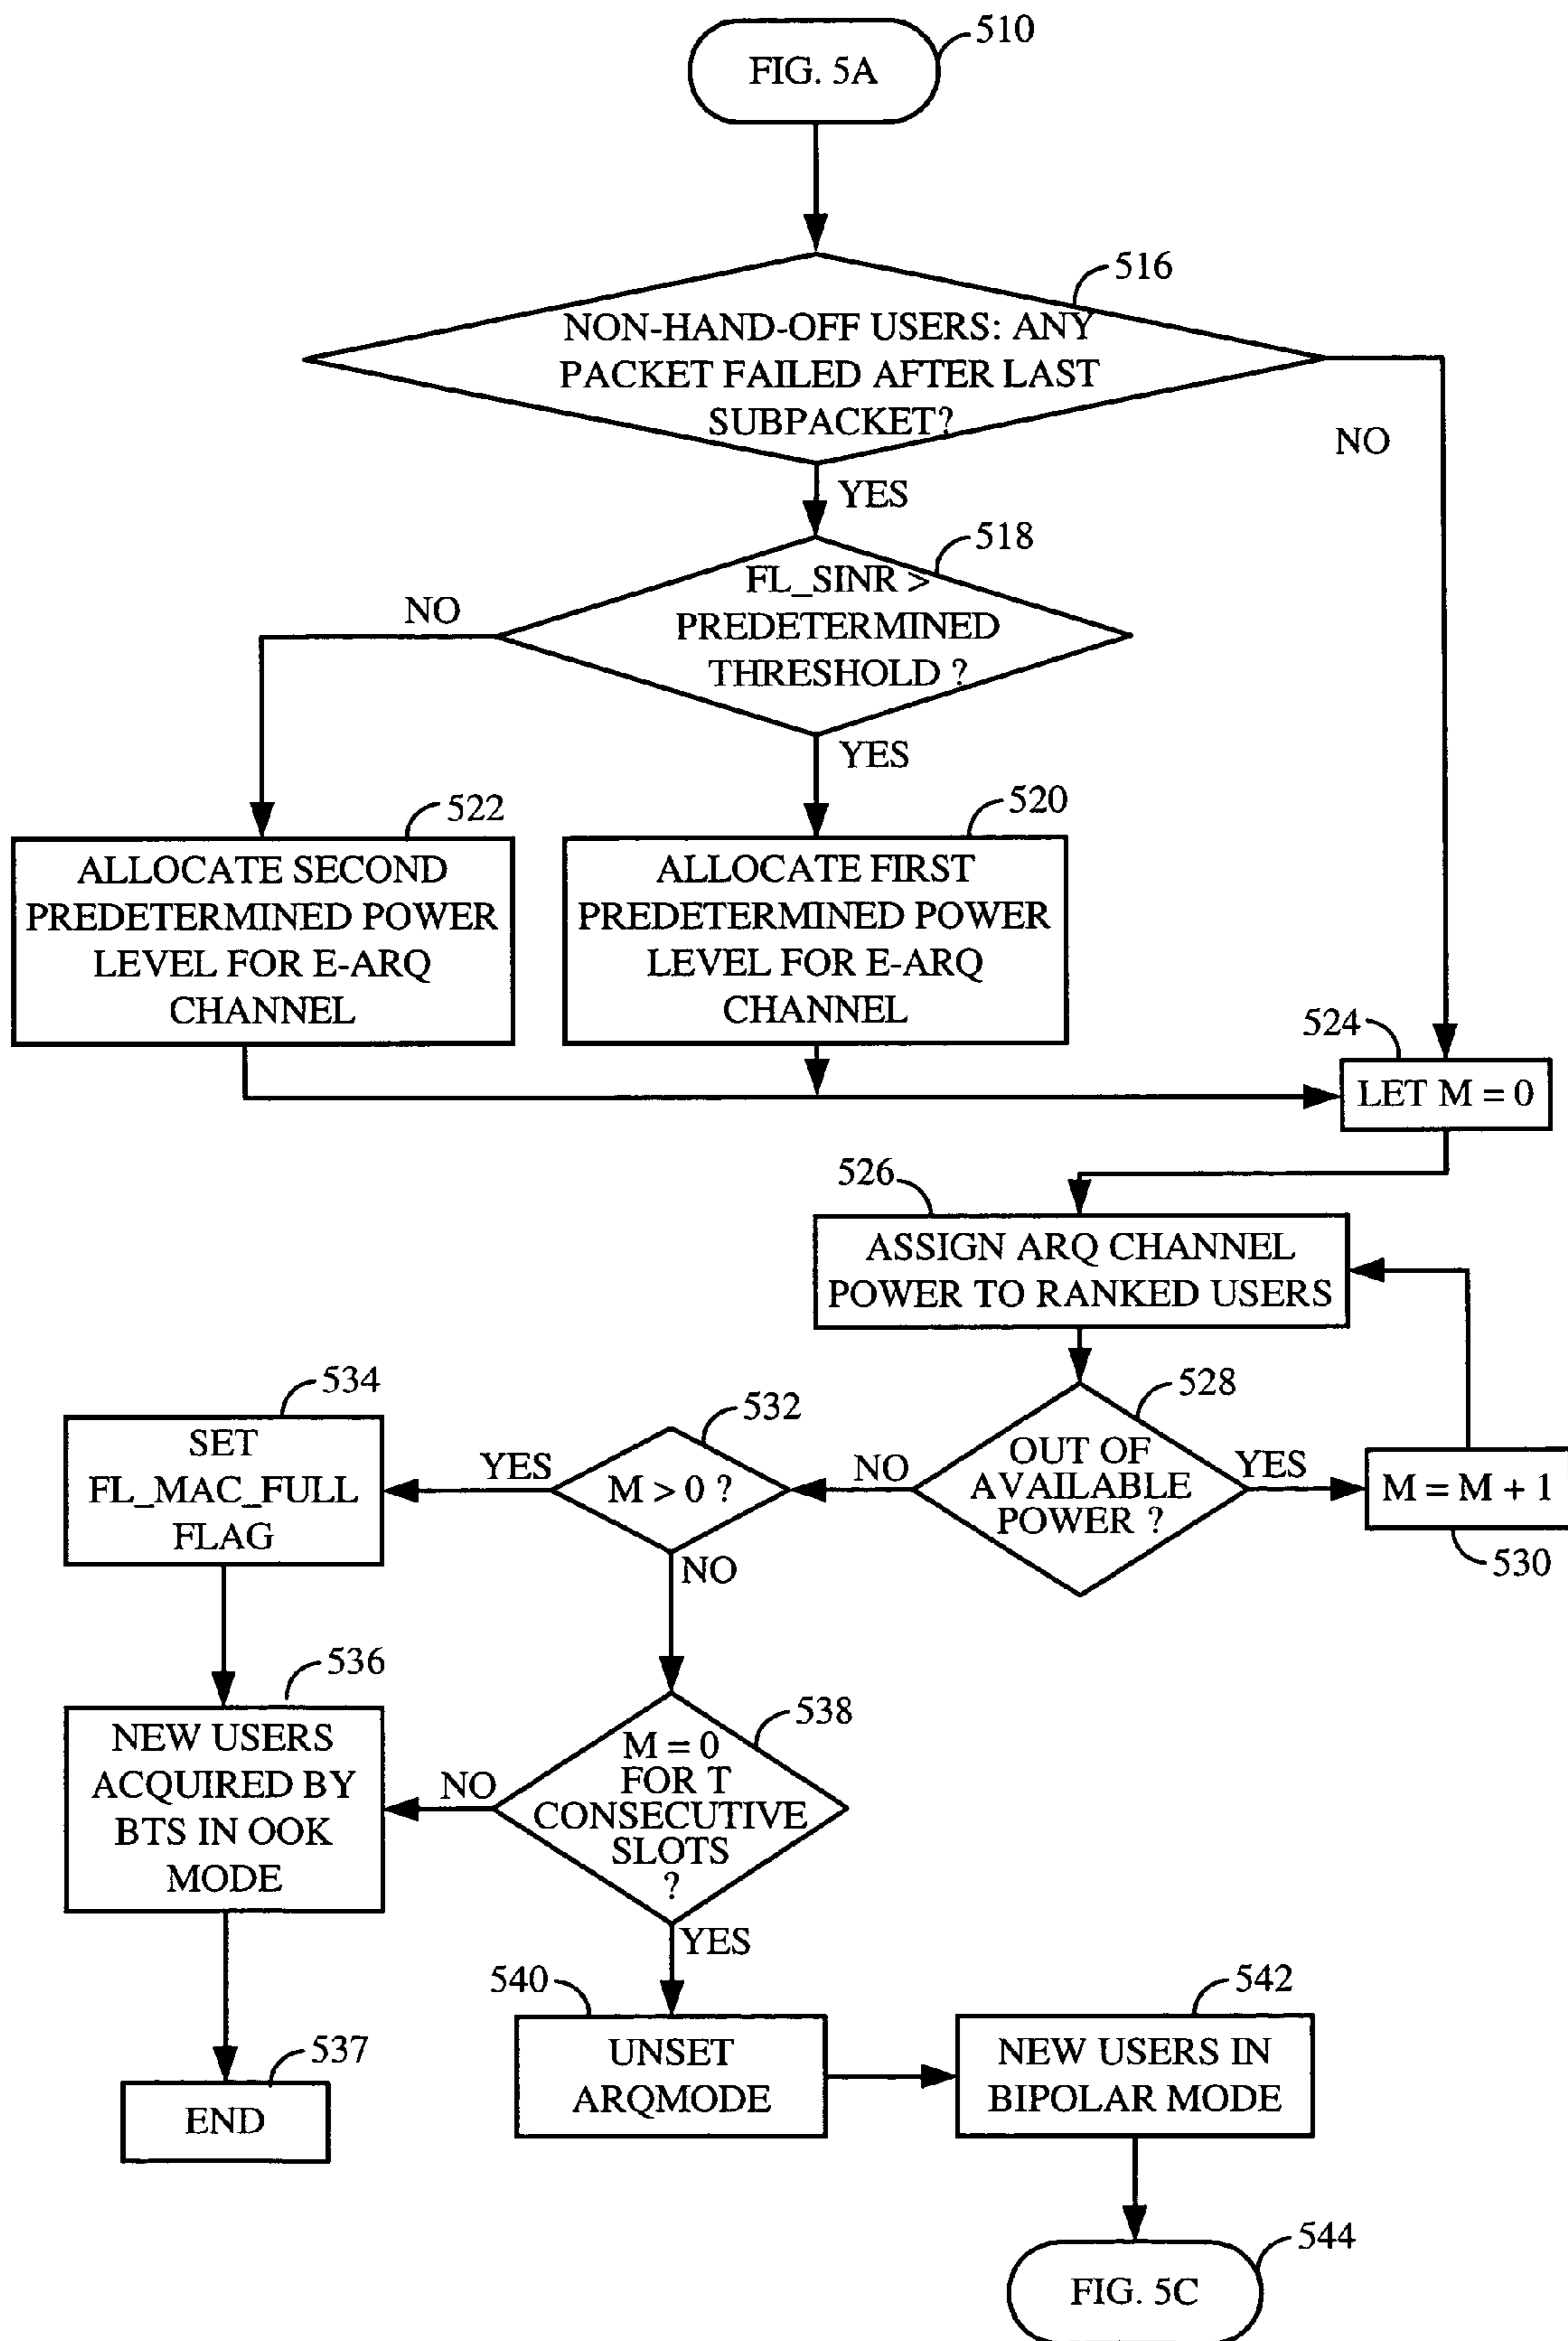 510
FIG. 5A
516
NON-HAND-OFF USERS: ANY
PACKET FAILED AFTER LAST
SUBPACKET?
NO
YES
518
FL_SINR >
PREDETERMINED
THRESHOLD ?
NO
YES
522
ALLOCATE SECOND
PREDETERMINED POWER
LEVEL FOR E-ARQ
CHANNEL
520
ALLOCATE FIRST
PREDETERMINED POWER
LEVEL FOR E-ARQ
CHANNEL
524
LET M = 0
526
ASSIGN ARQ CHANNEL
POWER TO RANKED USERS
528
OUT OF
AVAILABLE
POWER ?
YES
M = M + 1
530
NO
532
M > 0 ?
YES
534
SET
FL_MAC_FULL
FLAG
NO
536
NEW USERS
ACQUIRED BY
BTS IN OOK
MODE
538
M = 0
FOR T
CONSECUTIVE
SLOTS
?
NO
YES
537
END
540
UNSET
ARQMODE
542
NEW USERS IN
BIPOLAR MODE
544
FIG. 5C